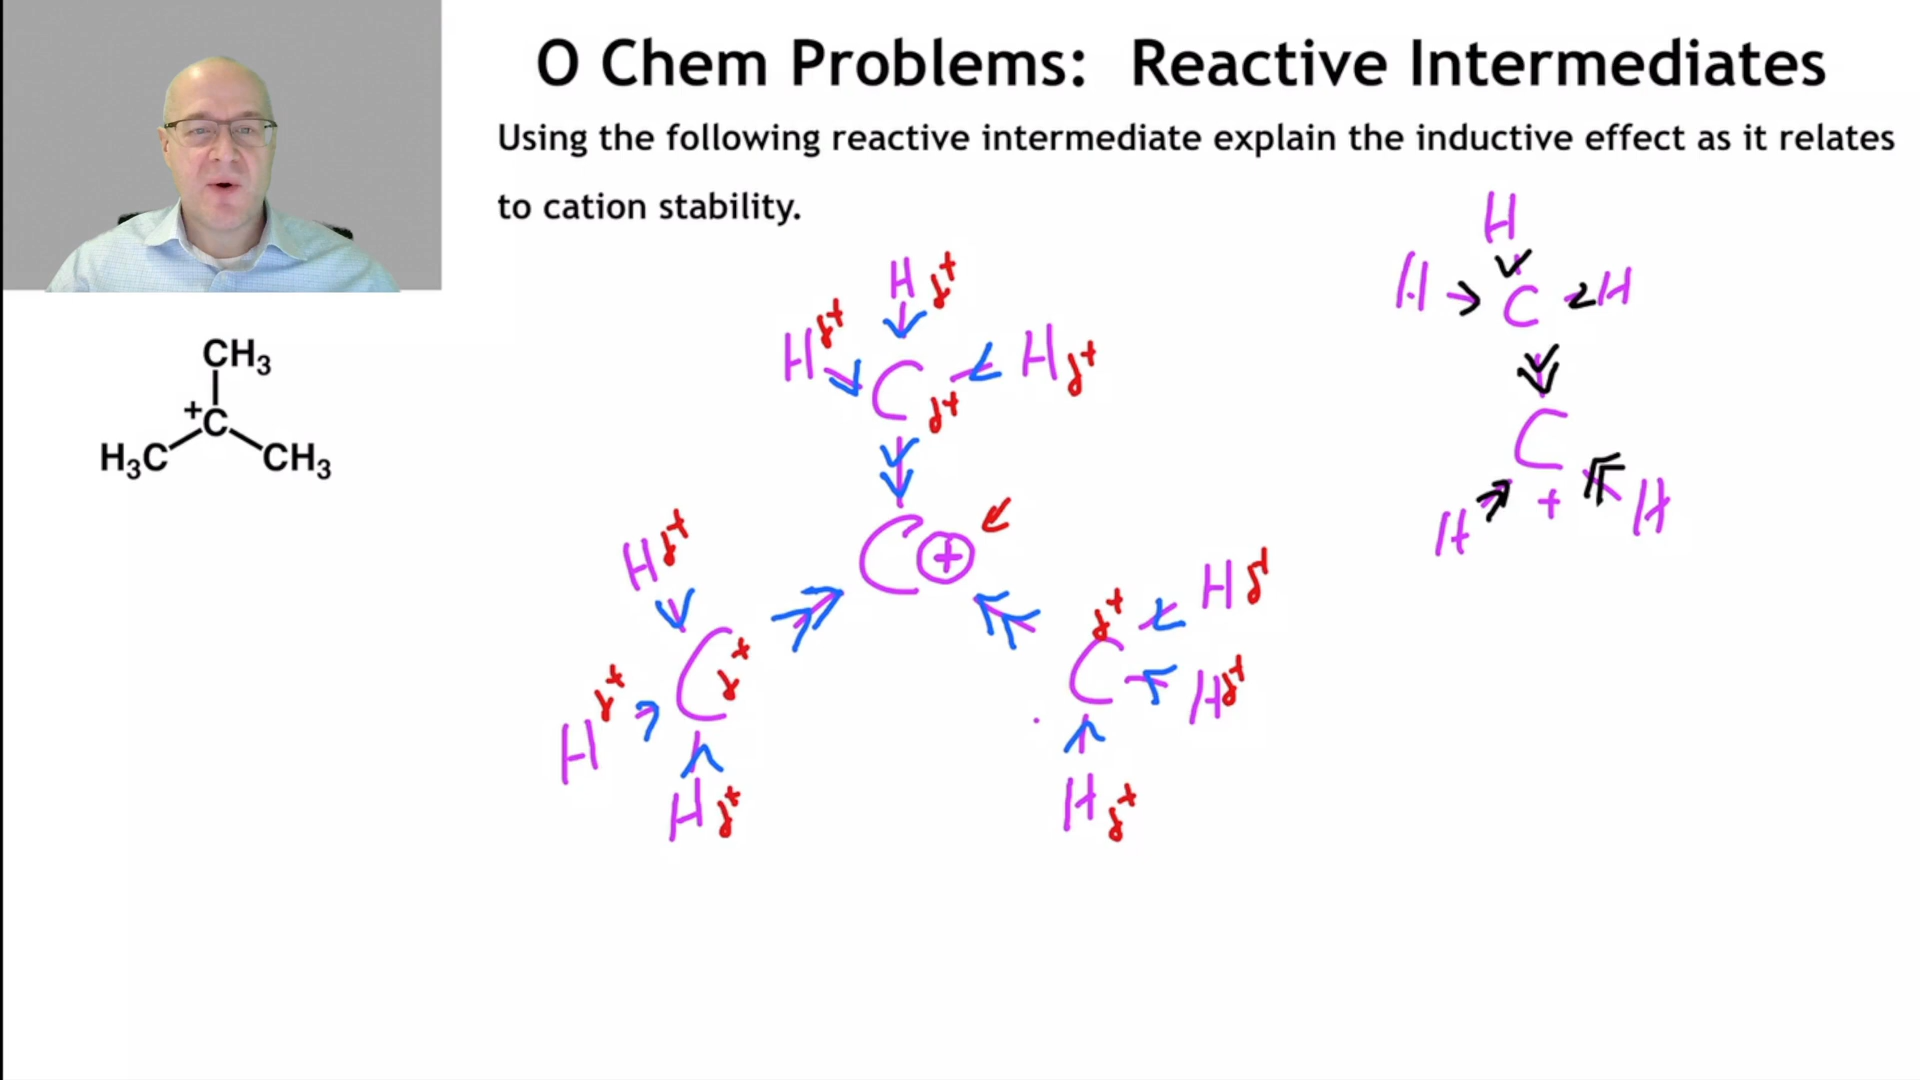 O Chem Problems: Reactive Intermediates
Using the following reactive intermediate explain the inductive effect as it relates
to cation stability.
CH₃
+C
H₃C CH₃
H δ+
H δ+ C δ+ H δ+
C +
H δ+
H δ+ C δ+
H δ+
δ+ C H δ+
H δ+
H δ+
H
H C H
C
H + H